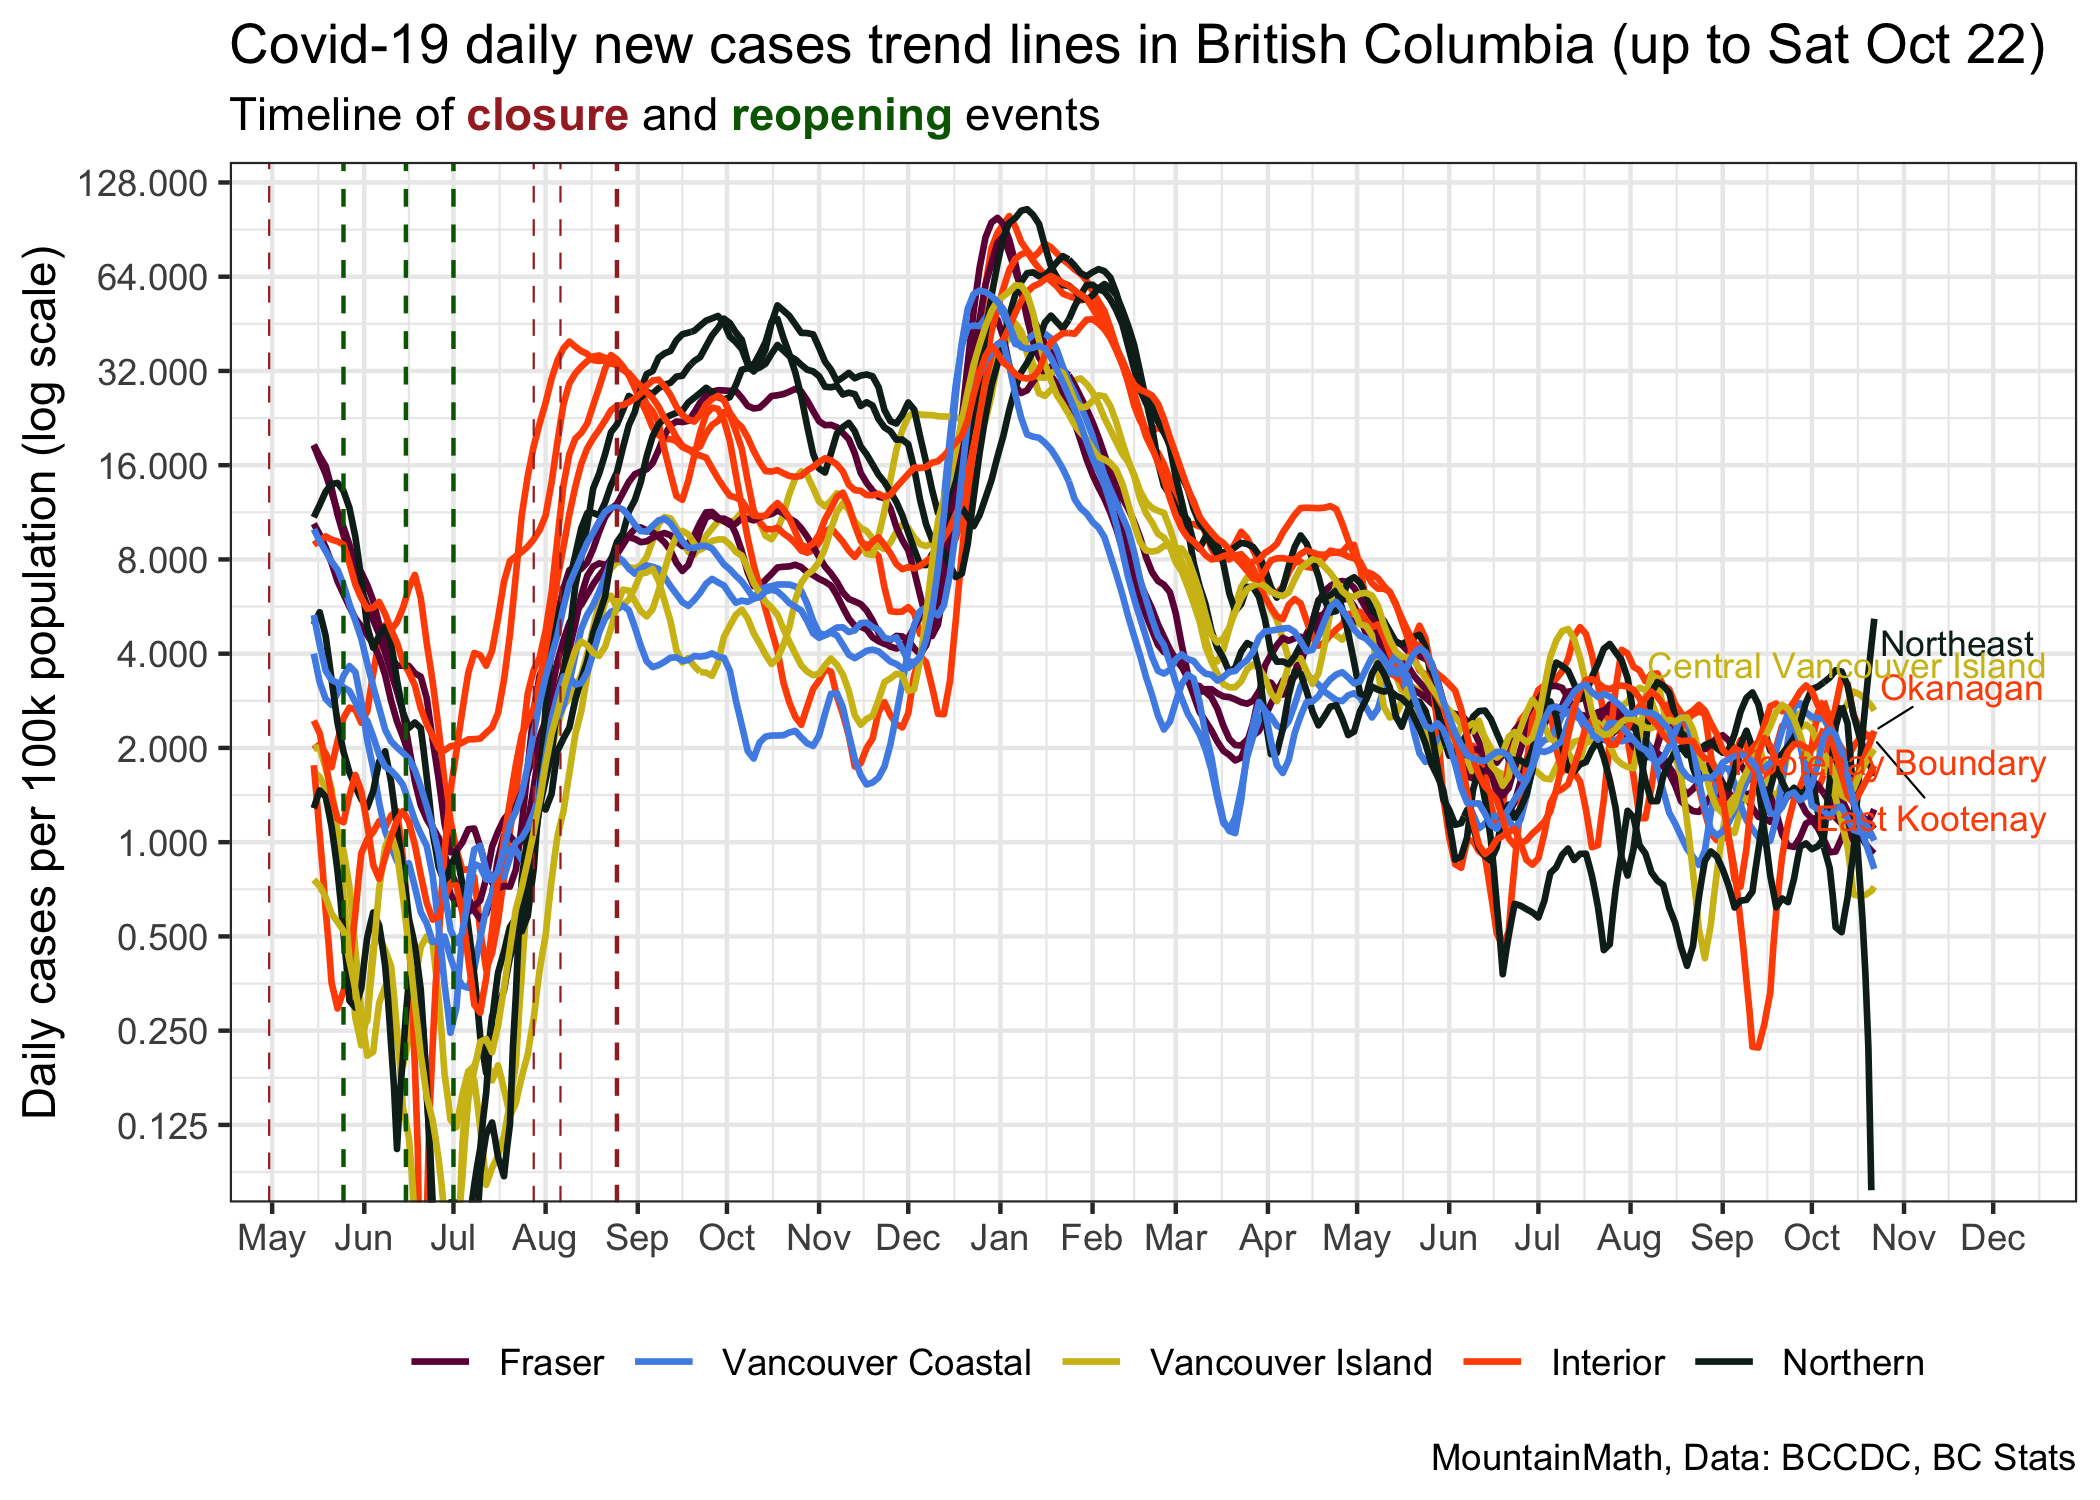 Covid-19 daily new cases trend lines in British Columbia (up to Sat Oct 22)
Timeline of closure and reopening events
Daily cases per 100k population (log scale)
128.000
64.000
32.000
16.000
8.000
4.000
2.000
1.000
0.500
0.250
0.125
Northeast
Central Vancouver Island
Okanagan
Kootenay Boundary
East Kootenay
May Jun Jul Aug Sep Oct Nov Dec Jan Feb Mar Apr May Jun Jul Aug Sep Oct Nov Dec
Fraser Vancouver Coastal Vancouver Island Interior Northern
MountainMath, Data: BCCDC, BC Stats